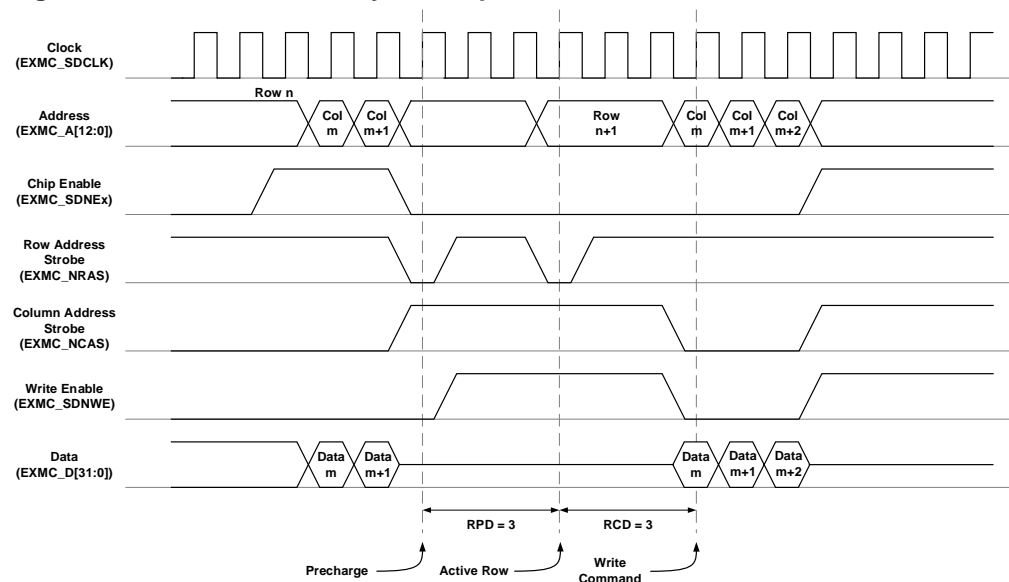 Clock
(EXMC_SDCLK)
Row n
Address
(EXMC_A[12:0])
Col
m
Col
m+1
Row
n+1
Col
m
Col
m+1
Col
m+2
Chip Enable
(EXMC_SDNEx)
Row Address
Strobe
(EXMC_NRAS)
Column Address
Strobe
(EXMC_NCAS)
Write Enable
(EXMC_SDNWE)
Data
(EXMC_D[31:0])
Data
m
Data
m+1
Data
m
Data
m+1
Data
m+2
RPD = 3
RCD = 3
Precharge
Active Row
Write
Command